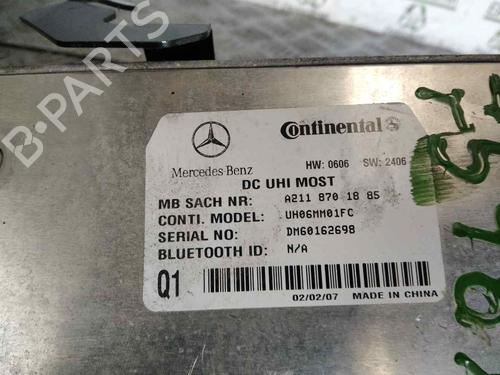 Continental
Mercedes-Benz
HW: 0606 SW: 2406
DC UHI MOST
MB SACH NR: A211 870 18 85
CONTI. MODEL: UH06MM01FC
SERIAL NO: DM60162698
BLUETOOTH ID: N/A
Q1
02/02/07 MADE IN CHINA
B-Parts